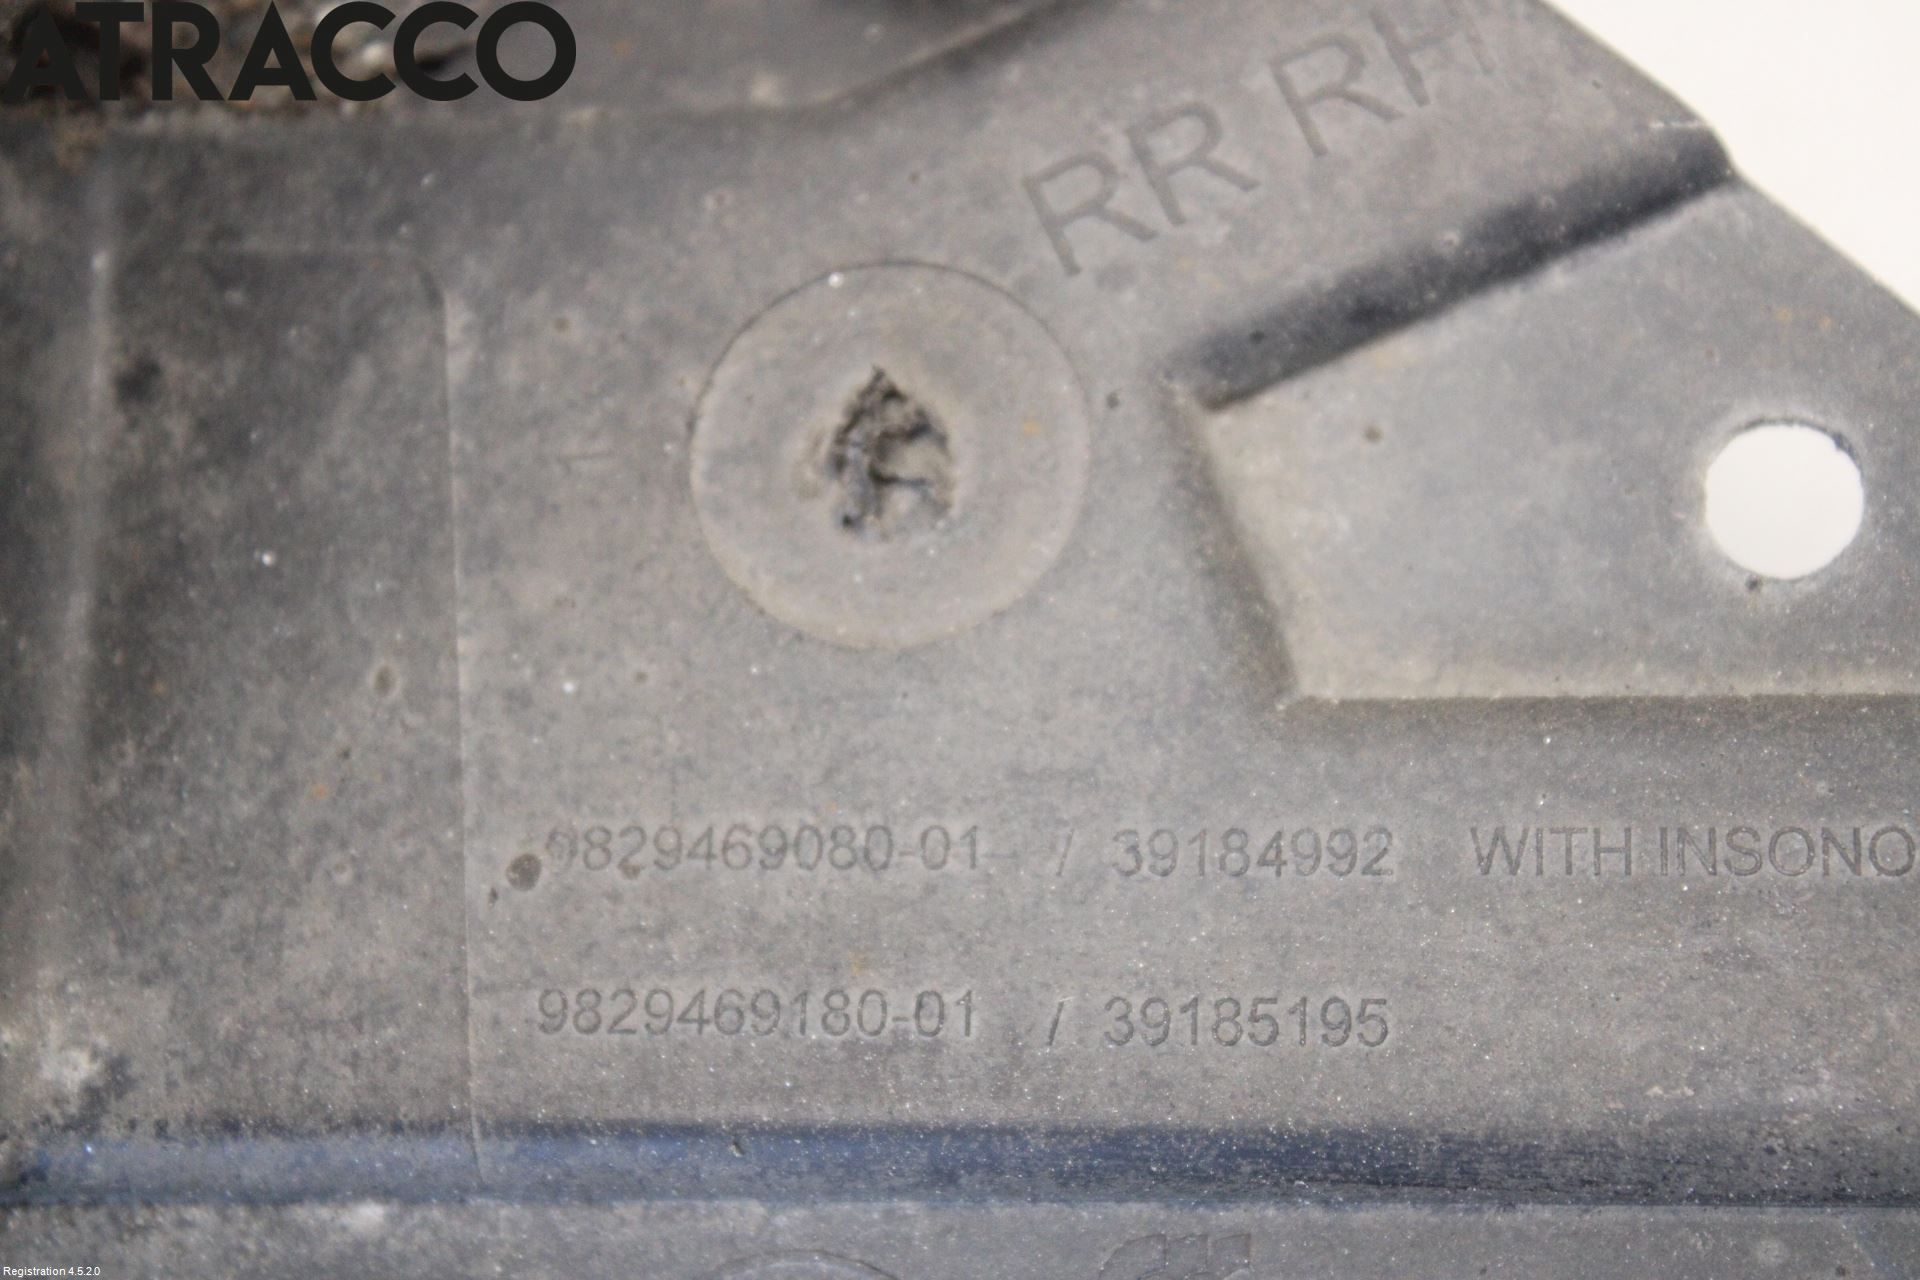 ATRACCO
RR RH
9829469080-01 / 39184992 WITH INSONO
9829469180-01 / 39185195
Registration 4.5.2.0